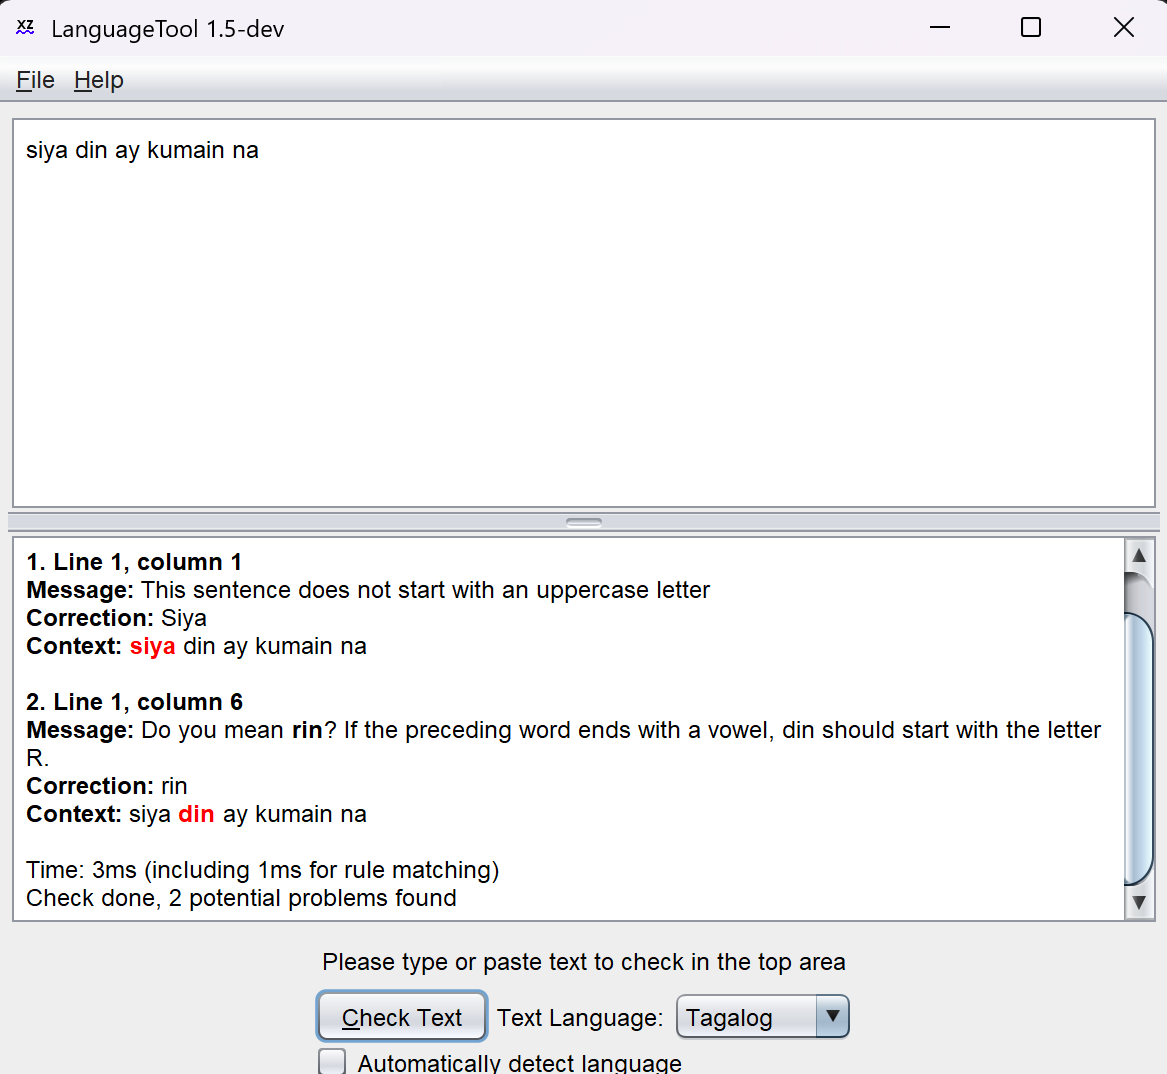 LanguageTool 1.5-dev
File Help
siya din ay kumain na
1. Line 1, column 1
Message: This sentence does not start with an uppercase letter
Correction: Siya
Context: siya din ay kumain na
2. Line 1, column 6
Message: Do you mean rin? If the preceding word ends with a vowel, din should start with the letter
R.
Correction: rin
Context: siya din ay kumain na
Time: 3ms (including 1ms for rule matching)
Check done, 2 potential problems found
Please type or paste text to check in the top area
Check Text Text Language: Tagalog
Automatically detect language